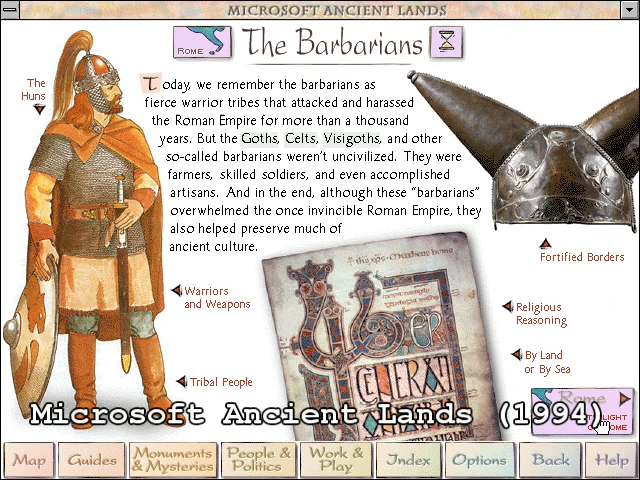 MICROSOFT ANCIENT LANDS
ROME
The Barbarians
The
Huns
Today, we remember the barbarians as
fierce warrior tribes that attacked and harassed
the Roman Empire for more than a thousand
years. But the Goths, Celts, Visigoths, and other
so-called barbarians weren't uncivilized. They were
farmers, skilled soldiers, and even accomplished
artisans. And in the end, although these "barbarians"
overwhelmed the once invincible Roman Empire, they
also helped preserve much of
ancient culture.
Fortified Borders
Warriors
and Weapons
Religious
Reasoning
By Land
or By Sea
Tribal People
Rome
Microsoft Ancient Lands (1994)
Map
Guides
Monuments
& Mysteries
People &
Politics
Work &
Play
Index
Options
Back
Help